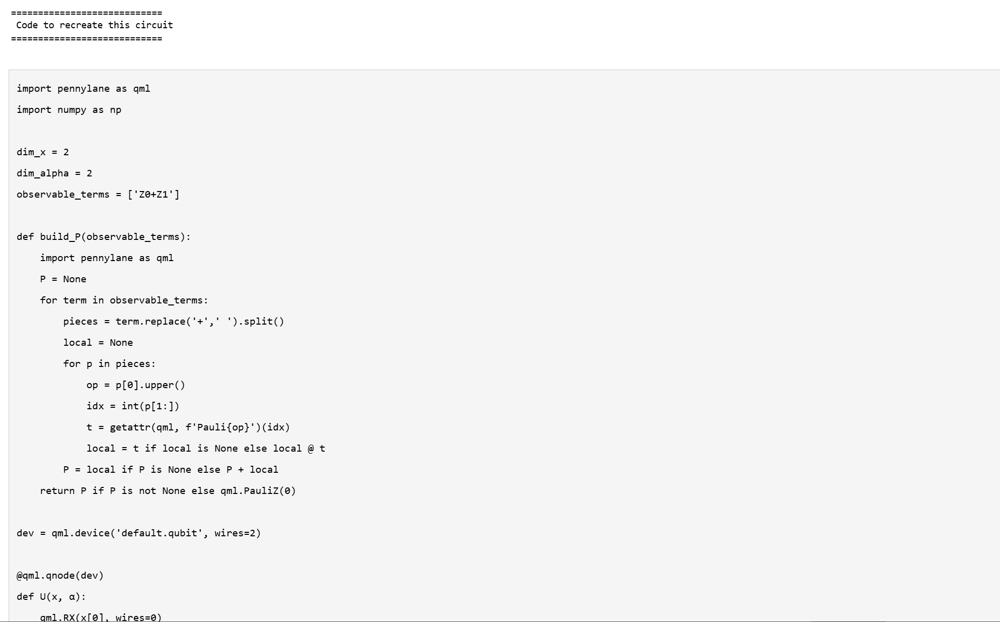 ============================
Code to recreate this circuit
============================
import pennylane as qml
import numpy as np
dim_x = 2
dim_alpha = 2
observable_terms = ['Z0+Z1']
def build_P(observable_terms):
    import pennylane as qml
    P = None
    for term in observable_terms:
        pieces = term.replace('+',' ').split()
        local = None
        for p in pieces:
            op = p[0].upper()
            idx = int(p[1:])
            t = getattr(qml, f'Pauli{op}')(idx)
            local = t if local is None else local @ t
        P = local if P is None else P + local
    return P if P is not None else qml.PauliZ(0)
dev = qml.device('default.qubit', wires=2)
@qml.qnode(dev)
def U(x, α):
    qml.RX(x[0], wires=0)